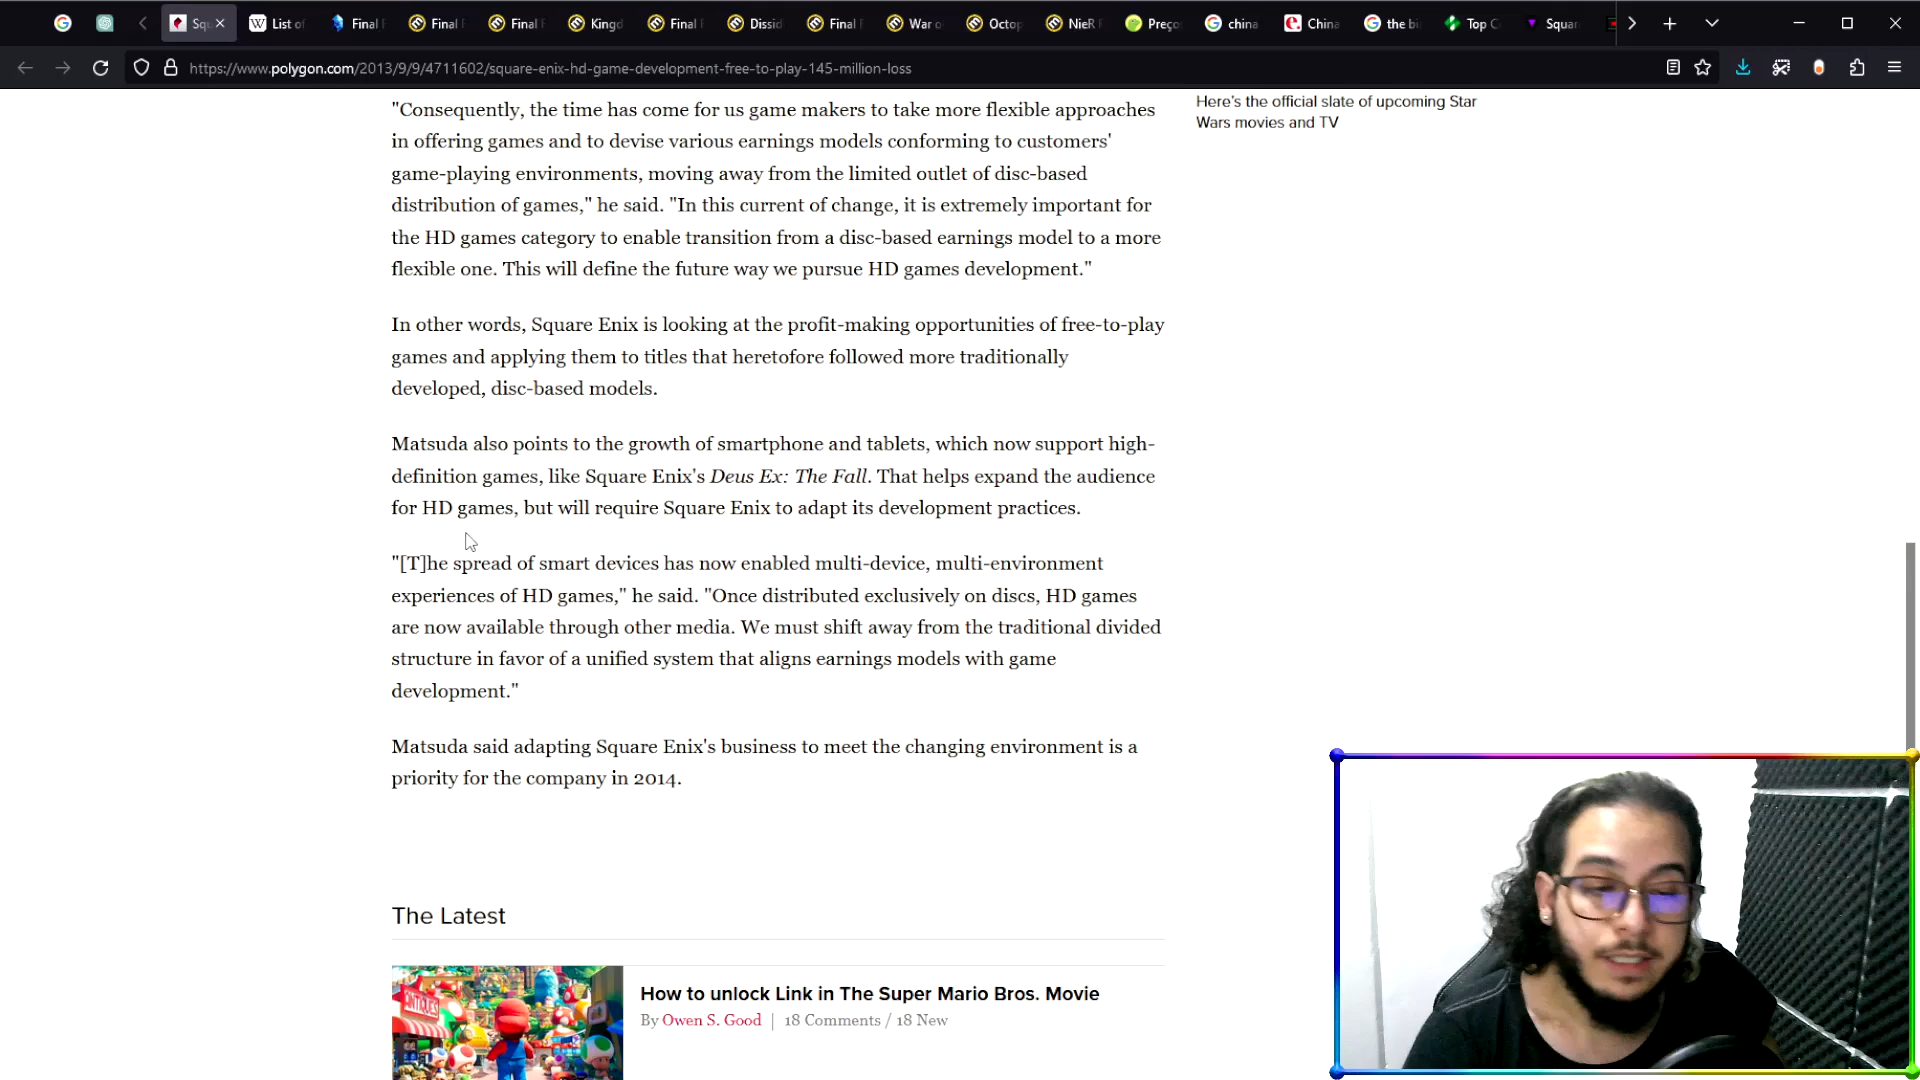 Sq
List of
Final F
Final F
Final F
Kingd
Final F
Dissid
Final F
War o
Octop
NieR
Preço
china
China
the bi
Top C
Squar
https://www.polygon.com/2013/9/9/4711602/square-enix-hd-game-development-free-to-play-145-million-loss
"Consequently, the time has come for us game makers to take more flexible approaches
in offering games and to devise various earnings models conforming to customers'
game-playing environments, moving away from the limited outlet of disc-based
distribution of games," he said. "In this current of change, it is extremely important for
the HD games category to enable transition from a disc-based earnings model to a more
flexible one. This will define the future way we pursue HD games development."
In other words, Square Enix is looking at the profit-making opportunities of free-to-play
games and applying them to titles that heretofore followed more traditionally
developed, disc-based models.
Matsuda also points to the growth of smartphone and tablets, which now support high-
definition games, like Square Enix's Deus Ex: The Fall. That helps expand the audience
for HD games, but will require Square Enix to adapt its development practices.
"[T]he spread of smart devices has now enabled multi-device, multi-environment
experiences of HD games," he said. "Once distributed exclusively on discs, HD games
are now available through other media. We must shift away from the traditional divided
structure in favor of a unified system that aligns earnings models with game
development."
Matsuda said adapting Square Enix's business to meet the changing environment is a
priority for the company in 2014.
Here's the official slate of upcoming Star
Wars movies and TV
The Latest
ANTIQUES
How to unlock Link in The Super Mario Bros. Movie
By Owen S. Good | 18 Comments / 18 New